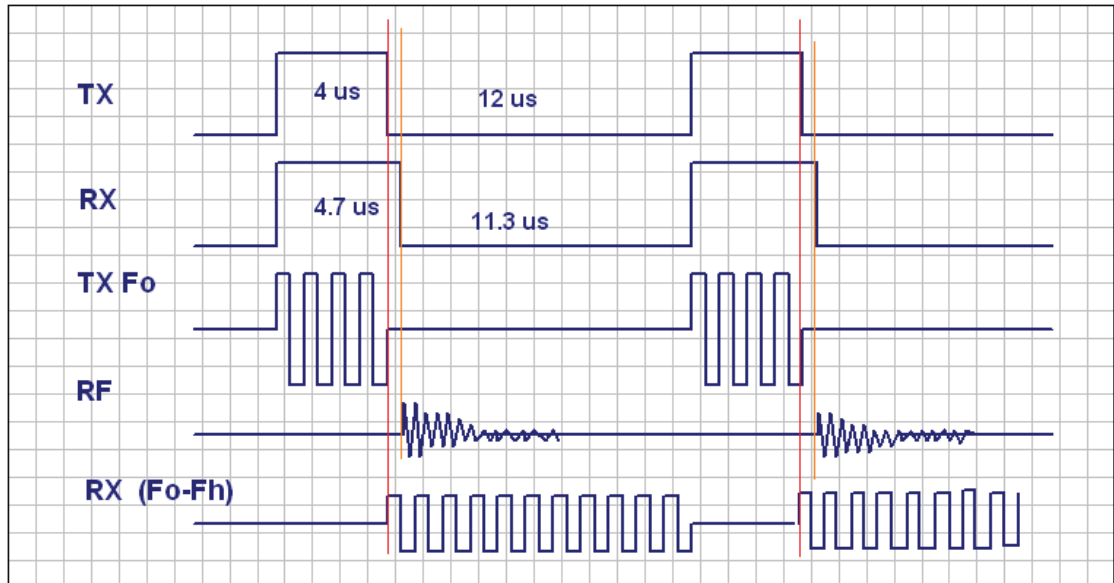 TX
4 us
12 us
RX
4.7 us
11.3 us
TX Fo
RF
RX (Fo-Fh)